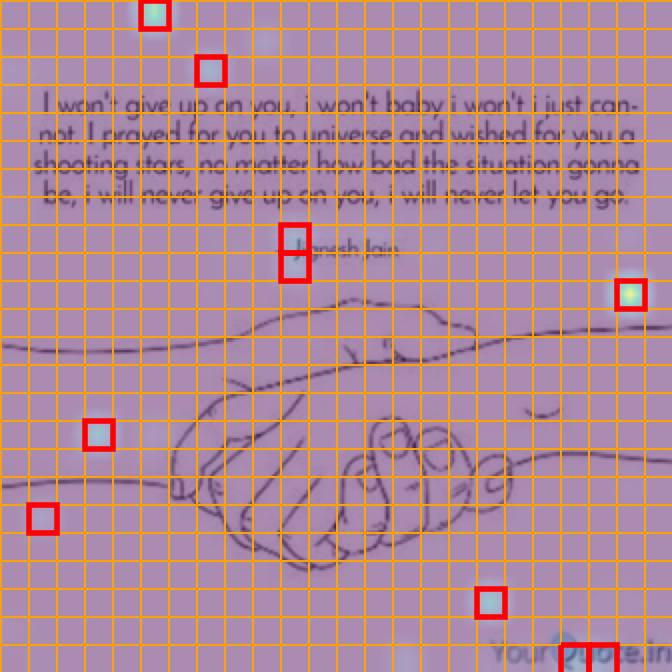 I won't give up on you, i won't baby i won't i just can-
not. I prayed for you to universe and wished for you a
shooting stars, no matter how bad the situation gonna
be, i will never give up on you, i will never let you go.
- Jignesh Jain
YourQuote.in